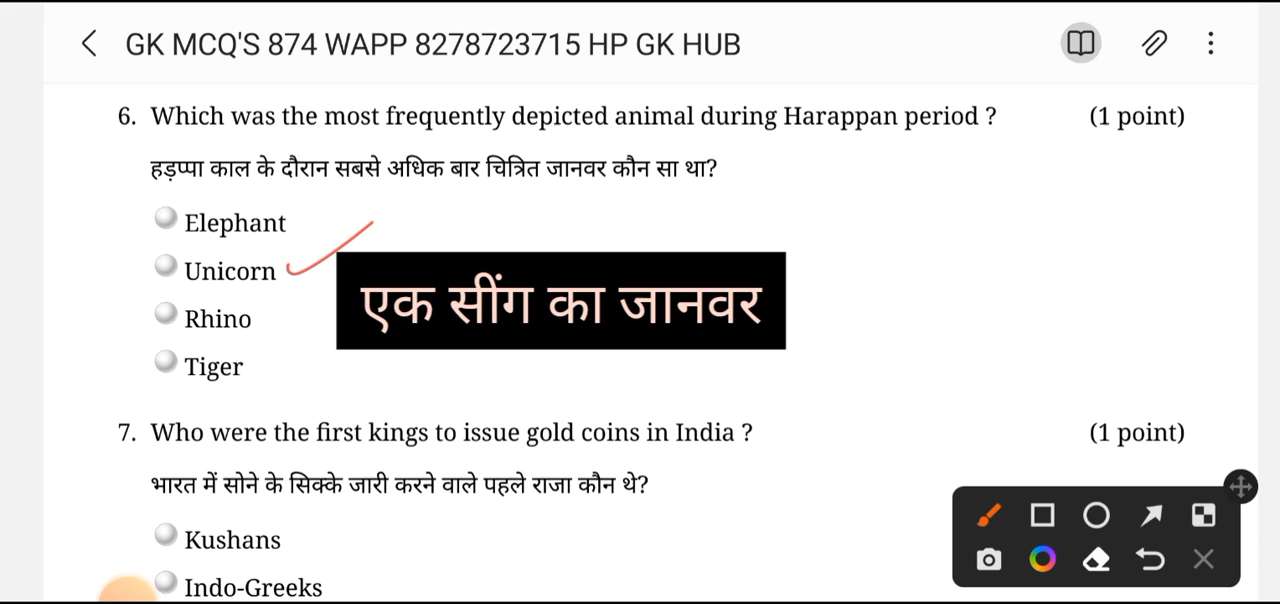 GK MCQ'S 874 WAPP 8278723715 HP GK HUB
6. Which was the most frequently depicted animal during Harappan period ? (1 point)
हड़प्पा काल के दौरान सबसे अधिक बार चित्रित जानवर कौन सा था?
Elephant
Unicorn
एक सींग का जानवर
Rhino
Tiger
7. Who were the first kings to issue gold coins in India ? (1 point)
भारत में सोने के सिक्के जारी करने वाले पहले राजा कौन थे?
Kushans
Indo-Greeks